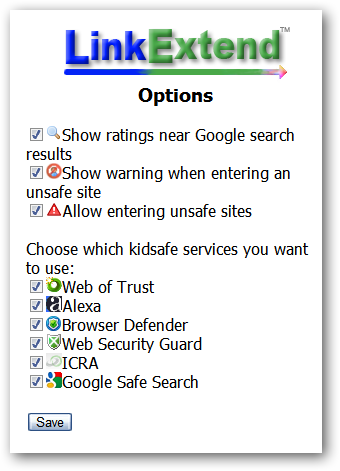 LinkExtend™
Options
Show ratings near Google search
results
Show warning when entering an
unsafe site
Allow entering unsafe sites
Choose which kidsafe services you want
to use:
Web of Trust
Alexa
Browser Defender
Web Security Guard
ICRA
Google Safe Search
Save